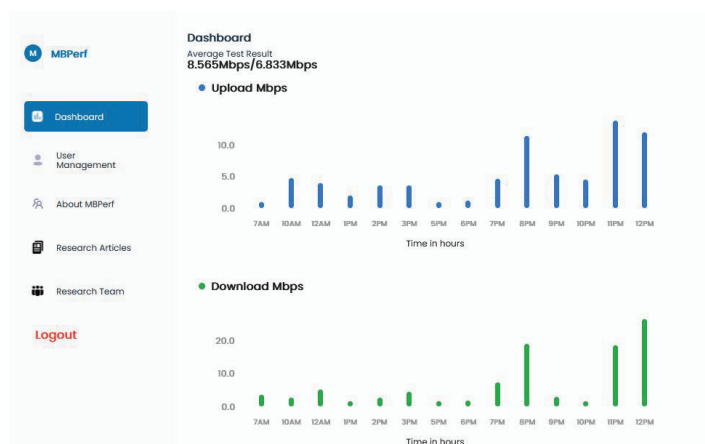 M MBPerf
Dashboard
User
Management
About MBPerf
Research Articles
Research Team
Logout
Dashboard
Average Test Result
8.565Mbps/6.833Mbps
Upload Mbps
10.0
5.0
0.0
7AM 10AM 12AM 1PM 2PM 3PM 5PM 6PM 7PM 8PM 9PM 10PM 11PM 12PM
Time in hours
Download Mbps
20.0
10.0
0.0
7AM 10AM 12AM 1PM 2PM 3PM 5PM 6PM 7PM 8PM 9PM 10PM 11PM 12PM
Time in hours